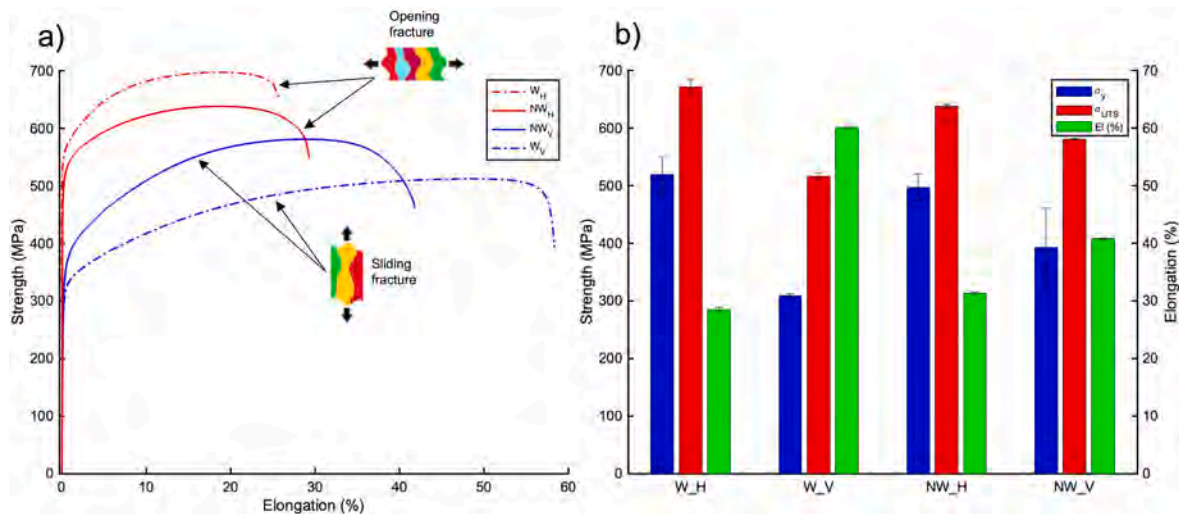 a)
Opening
fracture
700
600
500
400
300
200
100
0
Strength (MPa)
W_H
NW_H
NW_V
W_V
Sliding
fracture
0 10 20 30 40 50 60
Elongation (%)
b)
700
600
500
400
300
200
100
0
Strength (MPa)
σ_y
σ_UTS
El (%)
70
60
50
40
30
20
10
0
Elongation (%)
W_H W_V NW_H NW_V